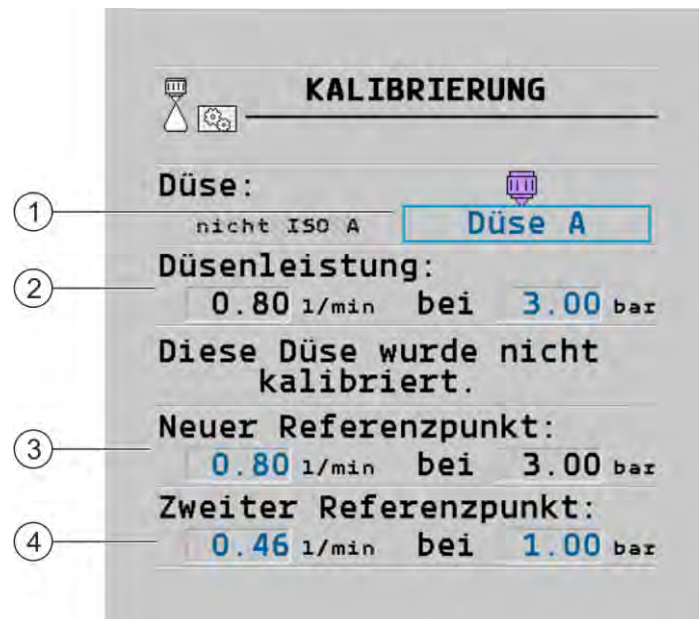 KALIBRIERUNG
Düse:
1
nicht ISO A Düse A
Düsenleistung:
2
0.80 l/min bei 3.00 bar
Diese Düse wurde nicht
kalibriert.
Neuer Referenzpunkt:
3
0.80 l/min bei 3.00 bar
Zweiter Referenzpunkt:
4
0.46 l/min bei 1.00 bar